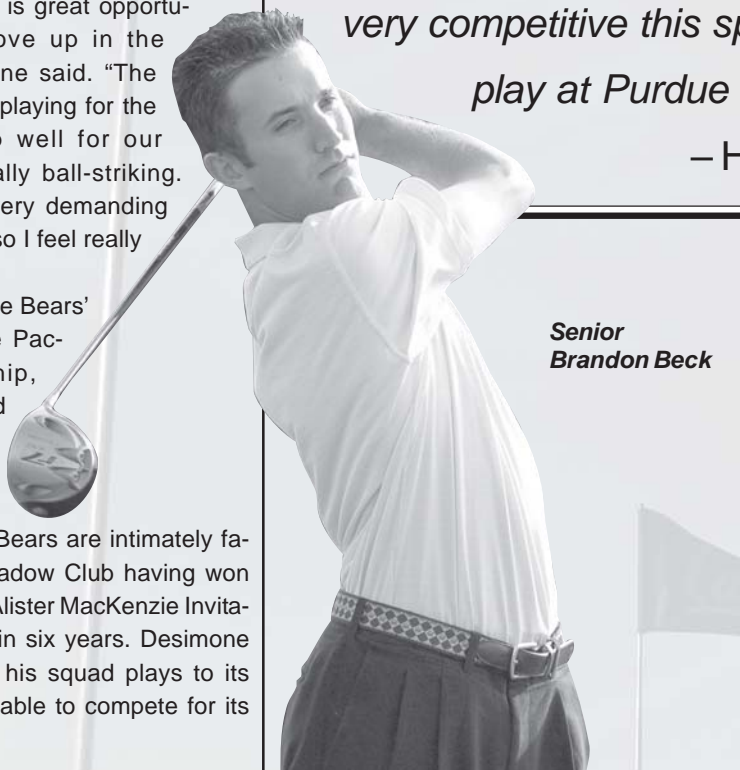 is great opportu-
ove up in the
ne said. “The
playing for the
well for our
ally ball-striking.
ery demanding
so I feel really
e Bears’
Pac-
hip,
Bears are intimately fa-
adow Club having won
Alister MacKenzie Invita-
in six years. Desimone
his squad plays to its
able to compete for its
very competitive this sp
play at Purdue
– H
Senior
Brandon Beck